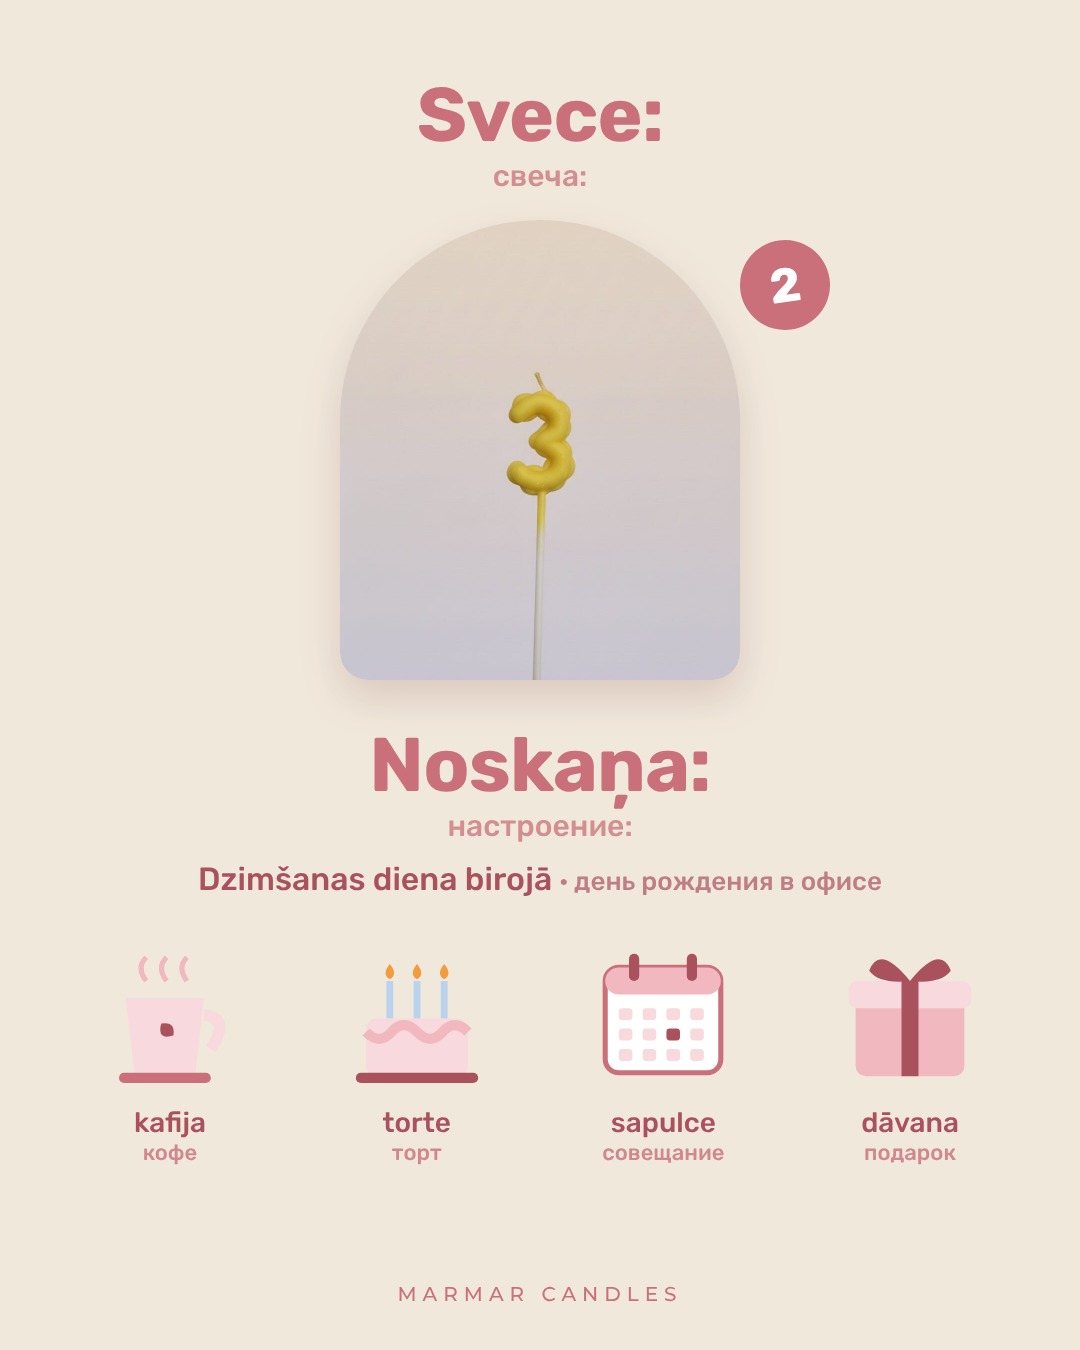 Svece:
свеча:
2
3
Noskaņa:
настроение:
Dzimšanas diena birojā · день рождения в офисе
kafija
кофе
torte
торт
sapulce
совещание
dāvana
подарок
MARMAR CANDLES